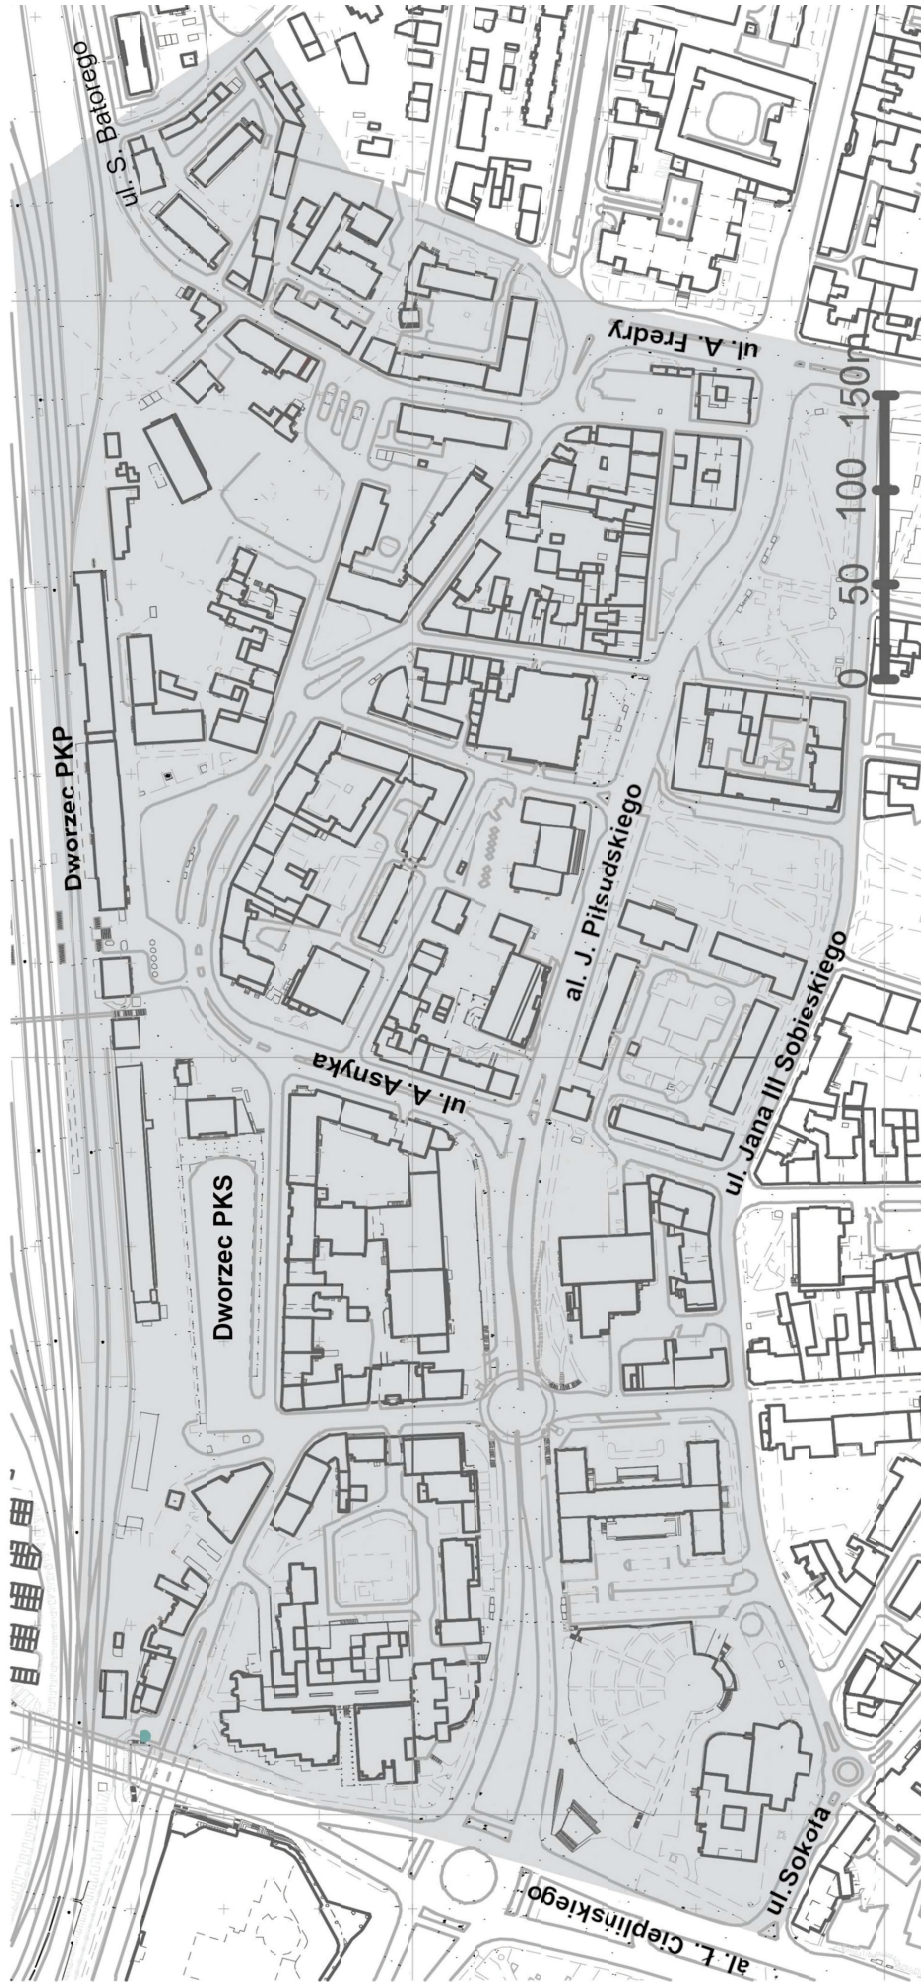 ul. S. Batorego
ul. A. Fredry
Dworzec PKP
0 50 100 150m
al. J. Piłsudskiego
ul. A. Asnyka
ul. Jana III Sobieskiego
Dworzec PKS
ul.Sokoła
al. Ł. Cieplinskiego